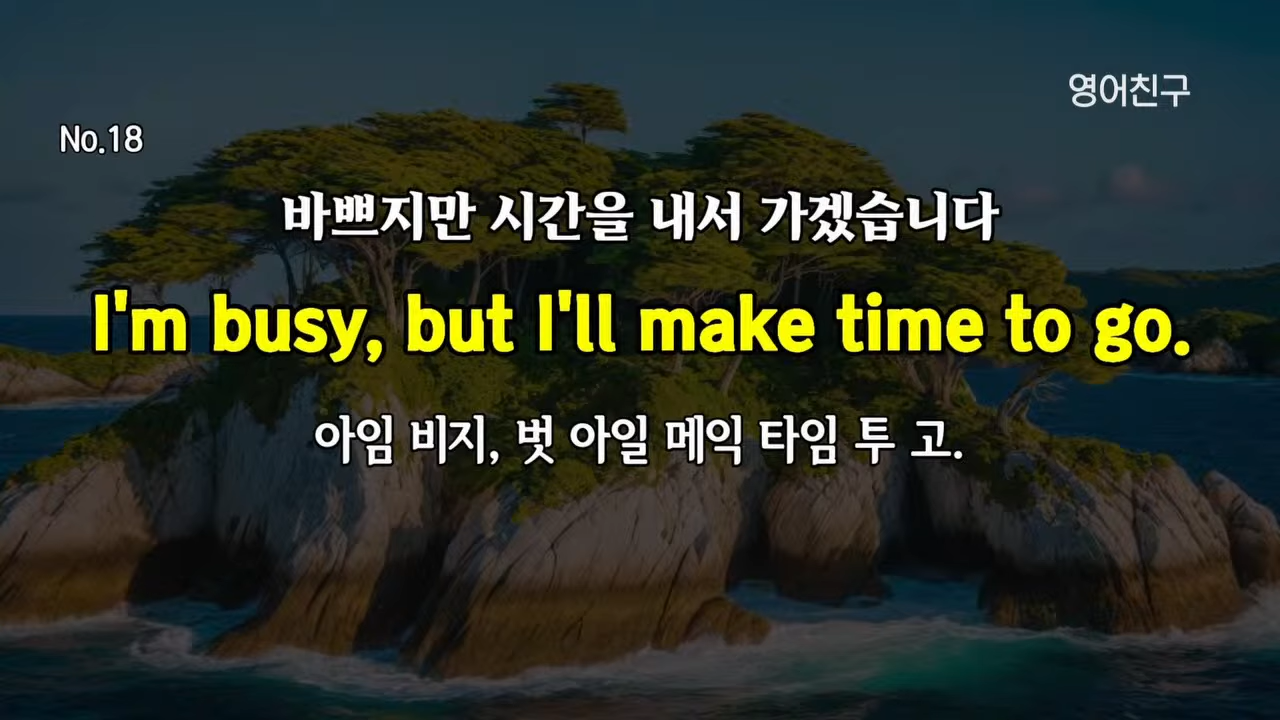 영어친구
No.18
바쁘지만 시간을 내서 가겠습니다
I'm busy, but I'll make time to go.
아임 비지, 벗 아일 메익 타임 투 고.